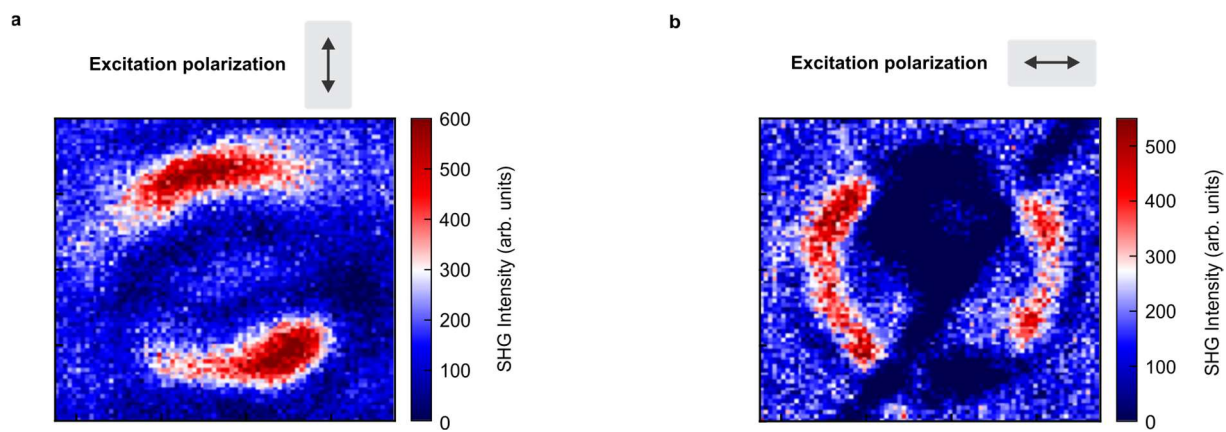 a
Excitation polarization
600
500
400
300
200
100
0
SHG Intensity (arb. units)
b
Excitation polarization
500
400
300
200
100
0
SHG Intensity (arb. units)